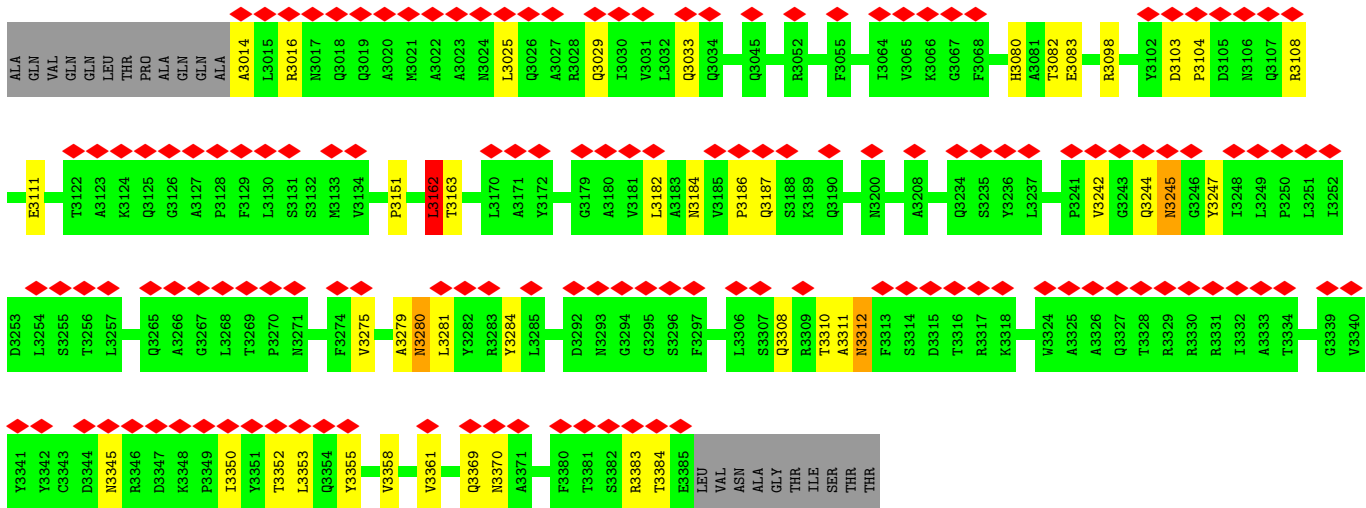 ALA GLN VAL GLN GLN LEU THR PRO ALA GLN GLN ALA A3014 L3015 R3016 N3017 Q3018 Q3019 A3020 M3021 A3022 A3023 N3024 L3025 Q3026 A3027 R3028 Q3029 I3030 V3031 L3032 Q3033 Q3034 Q3045 R3052 F3055 I3064 V3065 K3066 G3067 F3068 H3080 A3081 T3082 E3083 R3098 Y3102 D3103 P3104 D3105 N3106 Q3107 R3108
E3111 T3122 A3123 K3124 Q3125 G3126 A3127 P3128 F3129 L3130 S3131 S3132 M3133 V3134 P3151 L3162 T3163 L3170 A3171 Y3172 G3179 A3180 V3181 L3182 A3183 N3184 V3185 P3186 Q3187 S3188 K3189 Q3190 N3200 A3208 Q3234 S3235 Y3236 L3237 P3241 V3242 G3243 Q3244 N3245 G3246 Y3247 I3248 L3249 P3250 L3251 I3252
D3253 L3254 S3255 T3256 L3257 Q3265 A3266 G3267 L3268 T3269 P3270 N3271 F3274 V3275 A3279 N3280 L3281 Y3282 R3283 Y3284 L3285 D3292 N3293 G3294 G3295 S3296 F3297 L3306 S3307 Q3308 R3309 T3310 A3311 N3312 F3313 S3314 D3315 T3316 R3317 K3318 W3324 A3325 A3326 Q3327 T3328 R3329 R3330 R3331 I3332 A3333 T3334 G3339 V3340
Y3341 Y3342 C3343 D3344 N3345 R3346 D3347 K3348 P3349 I3350 Y3351 T3352 L3353 Q3354 Y3355 V3358 V3361 Q3369 N3370 A3371 F3380 T3381 S3382 R3383 T3384 E3385 LEU VAL ASN ALA GLY THR ILE SER THR THR